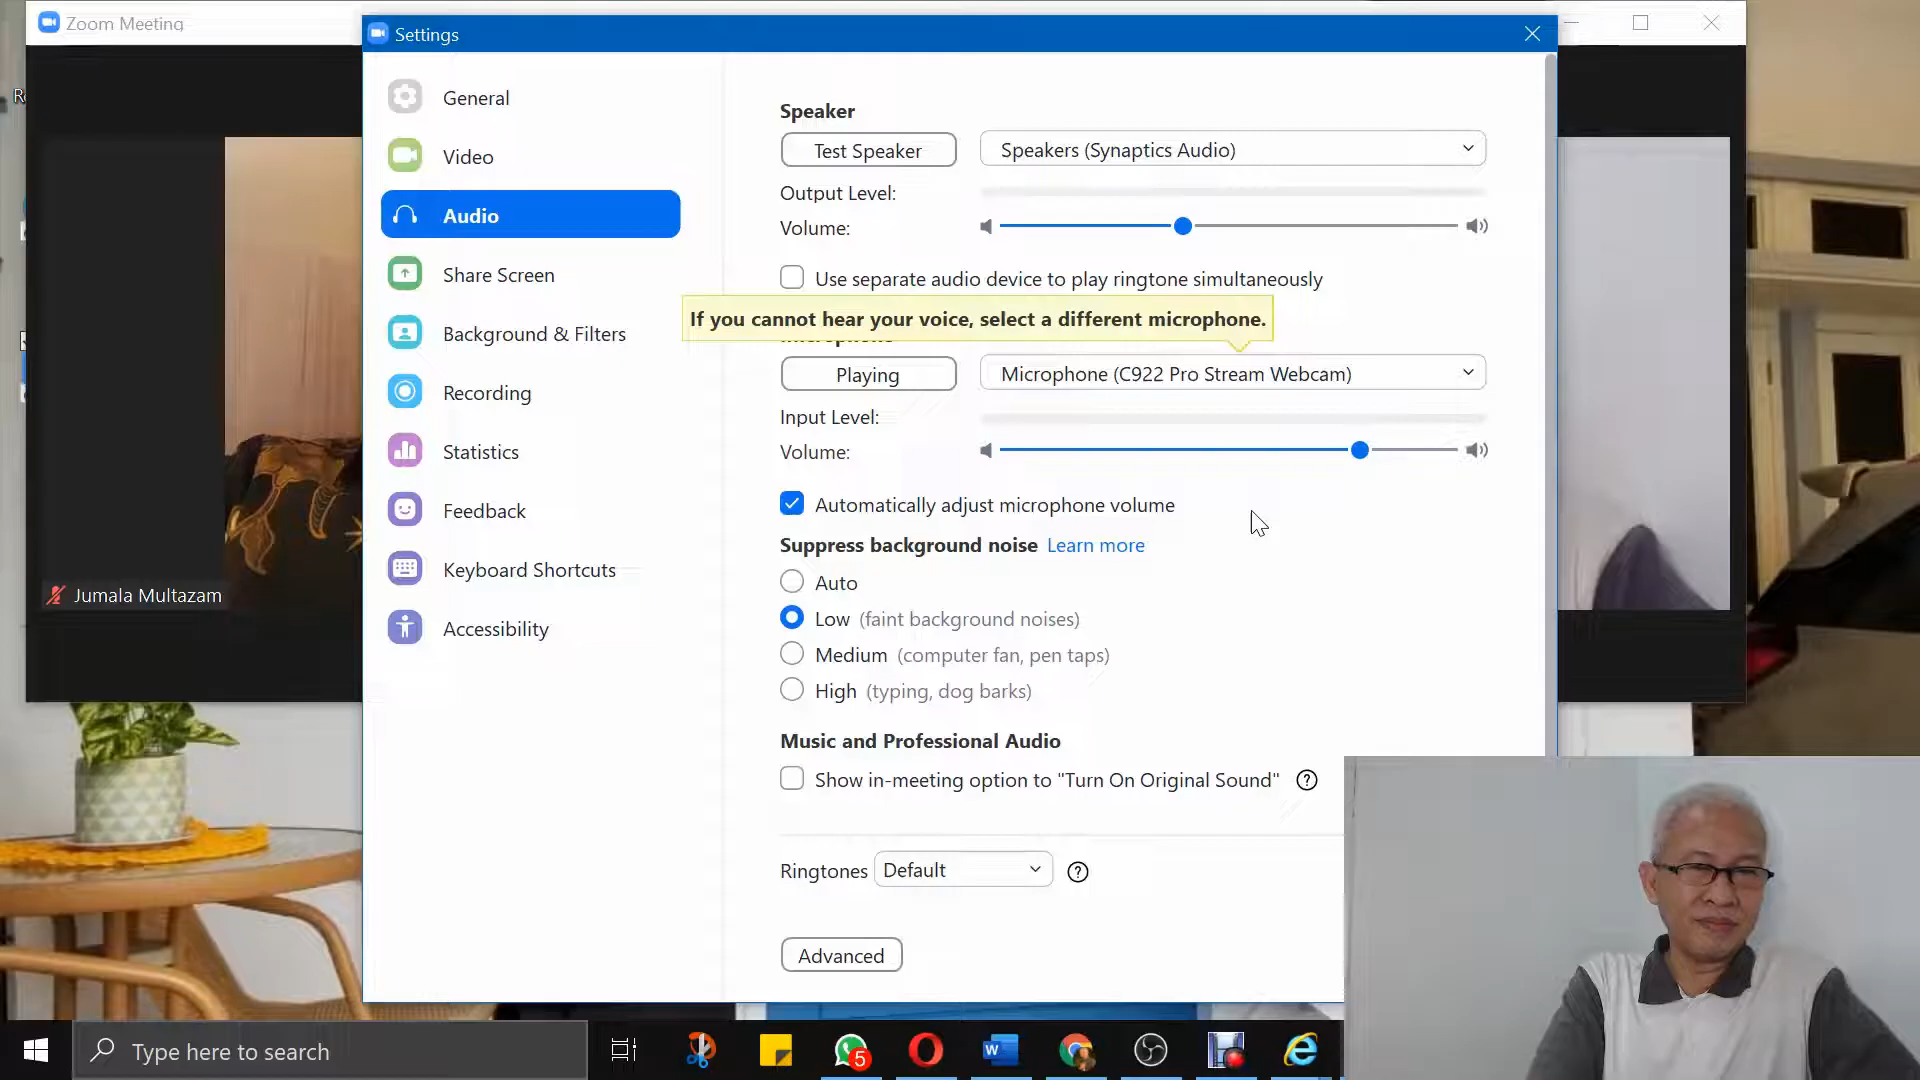 Zoom Meeting
Settings
General
Video
Audio
Share Screen
Background & Filters
Recording
Statistics
Feedback
Keyboard Shortcuts
Accessibility
Speaker
Test Speaker
Speakers (Synaptics Audio)
Output Level:
Volume:
Use separate audio device to play ringtone simultaneously
If you cannot hear your voice, select a different microphone.
Playing
Microphone (C922 Pro Stream Webcam)
Input Level:
Volume:
Automatically adjust microphone volume
Suppress background noise Learn more
Auto
Low (faint background noises)
Medium (computer fan, pen taps)
High (typing, dog barks)
Music and Professional Audio
Show in-meeting option to "Turn On Original Sound" ?
Ringtones Default ?
Advanced
Jumala Multazam
Type here to search
5
W